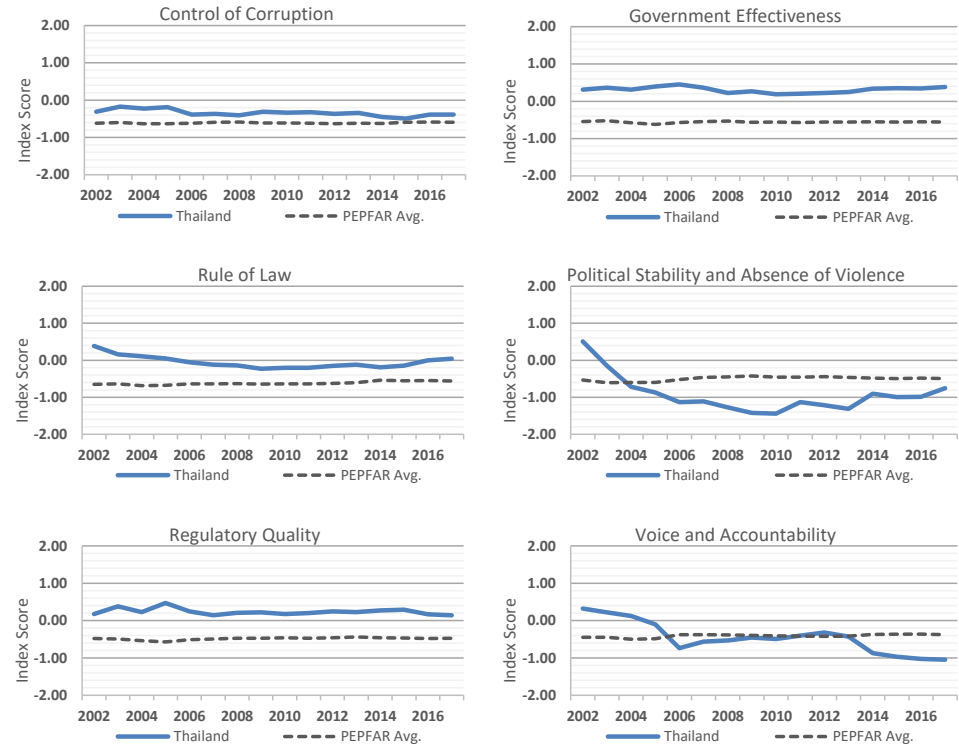 Control of Corruption
2.00
1.00
0.00
-1.00
-2.00
Index Score
2002 2004 2006 2008 2010 2012 2014 2016
Thailand PEPFAR Avg.
Government Effectiveness
2.00
1.00
0.00
-1.00
-2.00
Index Score
2002 2004 2006 2008 2010 2012 2014 2016
Thailand PEPFAR Avg.
Rule of Law
2.00
1.00
0.00
-1.00
-2.00
Index Score
2002 2004 2006 2008 2010 2012 2014 2016
Thailand PEPFAR Avg.
Political Stability and Absence of Violence
2.00
1.00
0.00
-1.00
-2.00
Index Score
2002 2004 2006 2008 2010 2012 2014 2016
Thailand PEPFAR Avg.
Regulatory Quality
2.00
1.00
0.00
-1.00
-2.00
Index Score
2002 2004 2006 2008 2010 2012 2014 2016
Thailand PEPFAR Avg.
Voice and Accountability
2.00
1.00
0.00
-1.00
-2.00
Index Score
2002 2004 2006 2008 2010 2012 2014 2016
Thailand PEPFAR Avg.